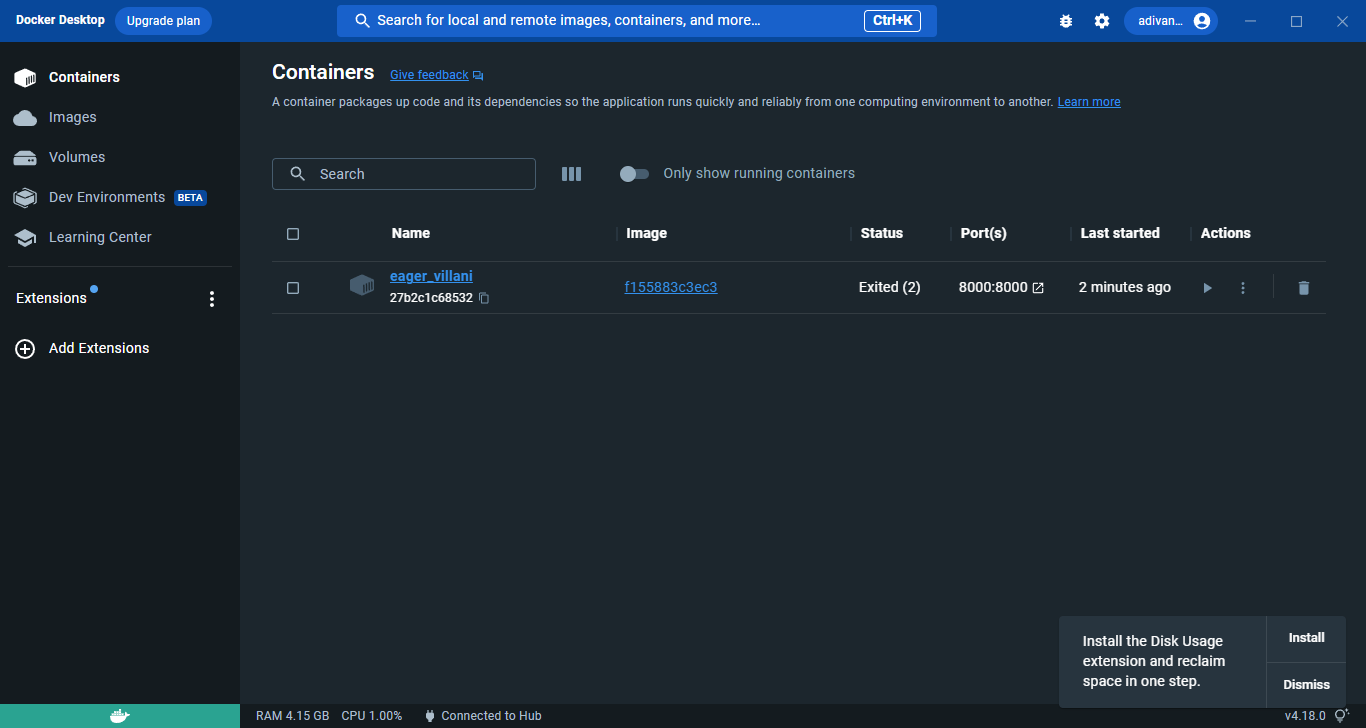 Docker Desktop Upgrade plan Search for local and remote images, containers, and more... Ctrl+K adivan...
Containers
Images
Volumes
Dev Environments BETA
Learning Center
Extensions
Add Extensions
Containers Give feedback
A container packages up code and its dependencies so the application runs quickly and reliably from one computing environment to another. Learn more
Search Only show running containers
Name Image Status Port(s) Last started Actions
eager_villani
27b2c1c68532
f155883c3ec3 Exited (2) 8000:8000 2 minutes ago
Install the Disk Usage
extension and reclaim
space in one step.
Install
Dismiss
RAM 4.15 GB CPU 1.00% Connected to Hub v4.18.0